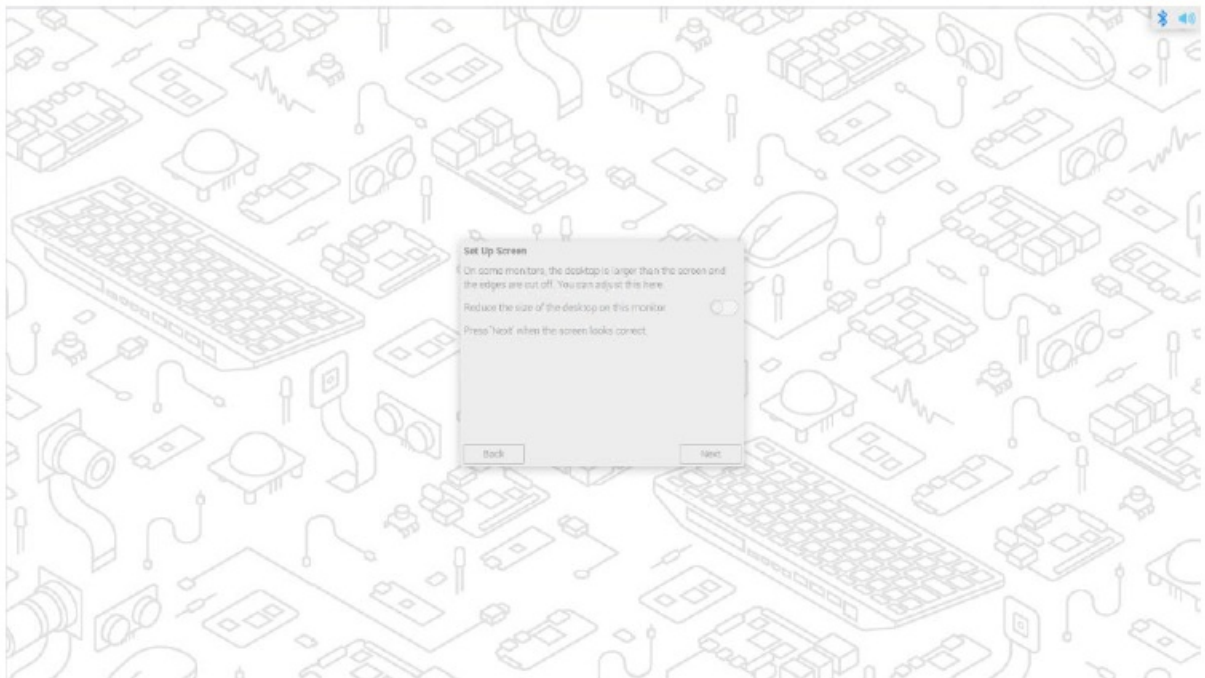 Set Up Screen
On some monitors, the desktop is larger than the screen and
the edges are cut off. You can adjust this here.
Reduce the size of the desktop on this monitor
Press 'Next' when the screen looks correct.
Back
Next